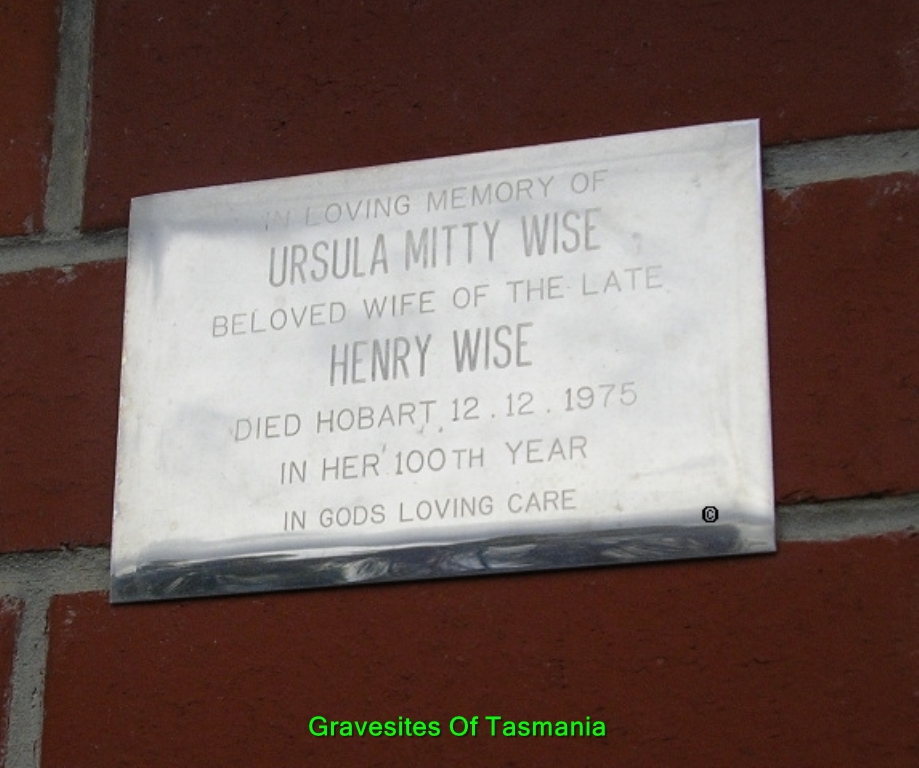 IN LOVING MEMORY OF
URSULA MITTY WISE
BELOVED WIFE OF THE LATE
HENRY WISE
DIED HOBART, 12.12.1975
IN HER 100TH YEAR
IN GODS LOVING CARE
©
Gravesites Of Tasmania